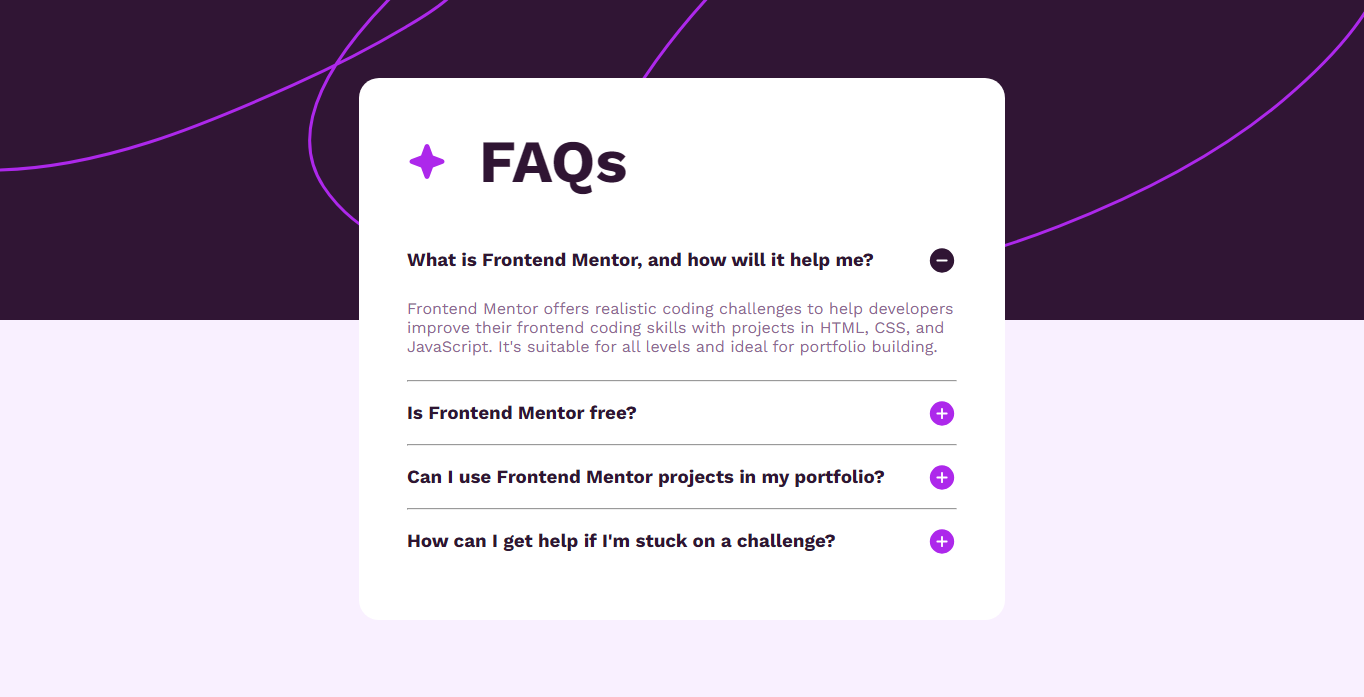 FAQs
What is Frontend Mentor, and how will it help me?
Frontend Mentor offers realistic coding challenges to help developers
improve their frontend coding skills with projects in HTML, CSS, and
JavaScript. It's suitable for all levels and ideal for portfolio building.
Is Frontend Mentor free?
Can I use Frontend Mentor projects in my portfolio?
How can I get help if I'm stuck on a challenge?